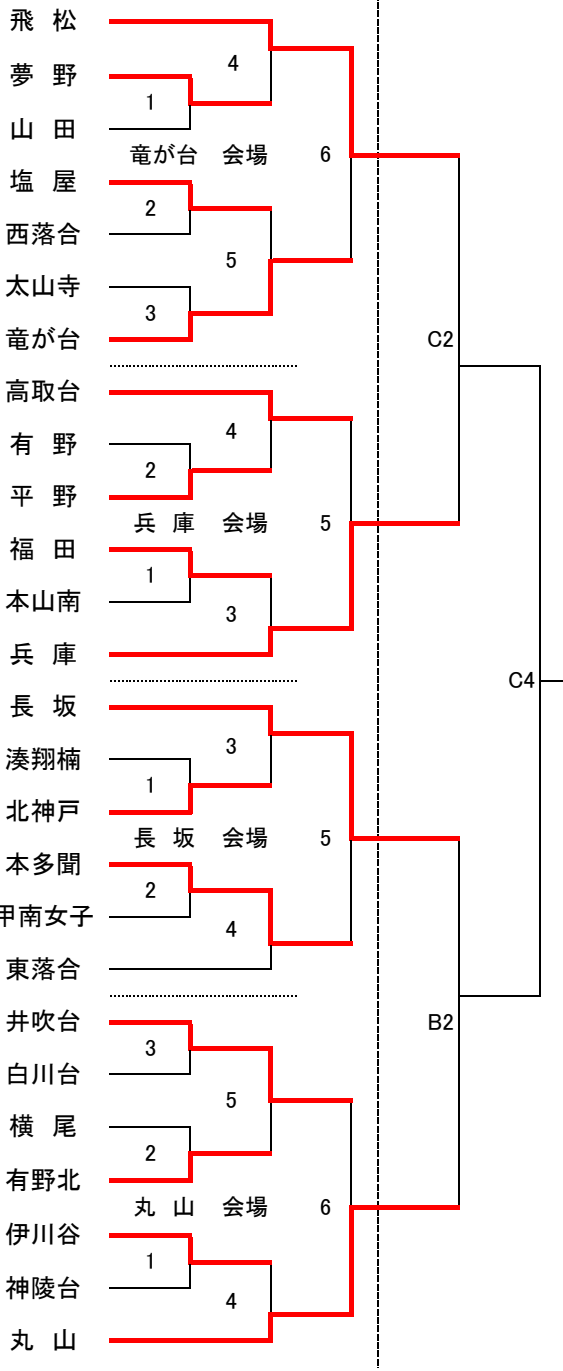 飛 松
4
夢 野
1
山 田
竜が台 会場 6
塩 屋
2
西落合
5
太山寺
3
竜が台
C2
高取台
4
有 野
2
平 野
兵 庫 会場 5
福 田
1
本山南
3
兵 庫
C4
長 坂
3
湊翔楠
1
北神戸
長 坂 会場 5
本多聞
2
甲南女子
4
東落合
井吹台
B2
3
白川台
5
横 尾
2
有野北
丸 山 会場 6
伊川谷
1
神陵台
4
丸 山